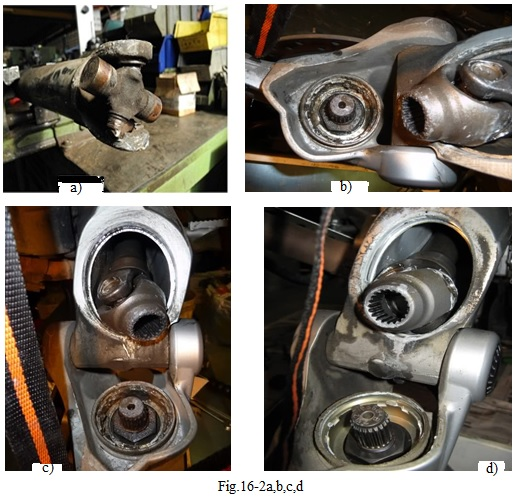 a)
b)
c)
d)
Fig.16-2a,b,c,d